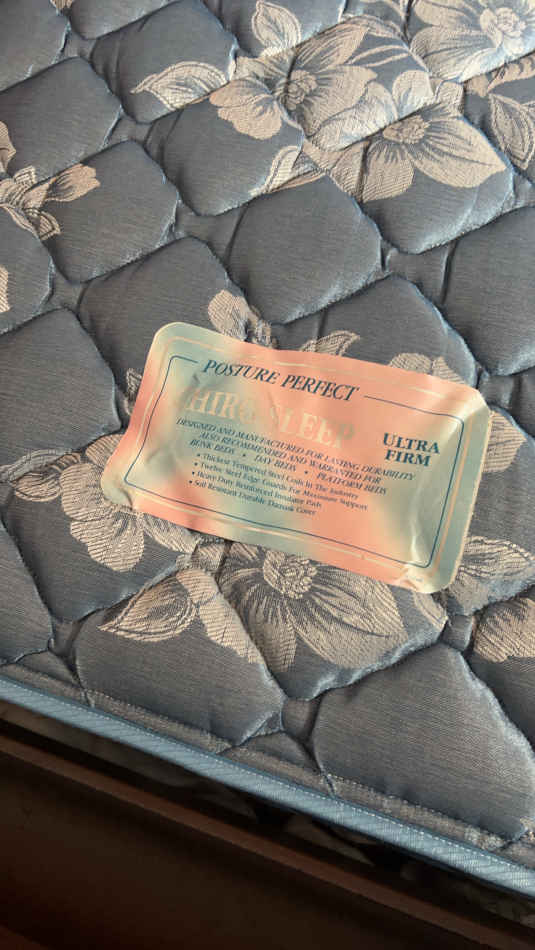 POSTURE PERFECT
SLEEP
ULTRA
FIRM
DESIGNED AND MANUFACTURED FOR LASTING DURABILITY
ALSO RECOMMENDED AND WARRANTED FOR
BUNK BEDS • DAY BEDS • PLATFORM BEDS
• Thickest Tempered Steel Coils In The Industry
• Twelve Steel Edge Guards For Maximum Support
• Heavy Duty Reinforced Insulator Pads
• Soil Resistant Durable Damask Cover